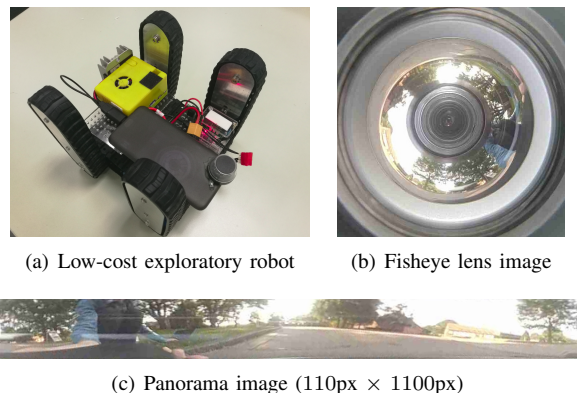 (a) Low-cost exploratory robot
(b) Fisheye lens image
(c) Panorama image (110px × 1100px)